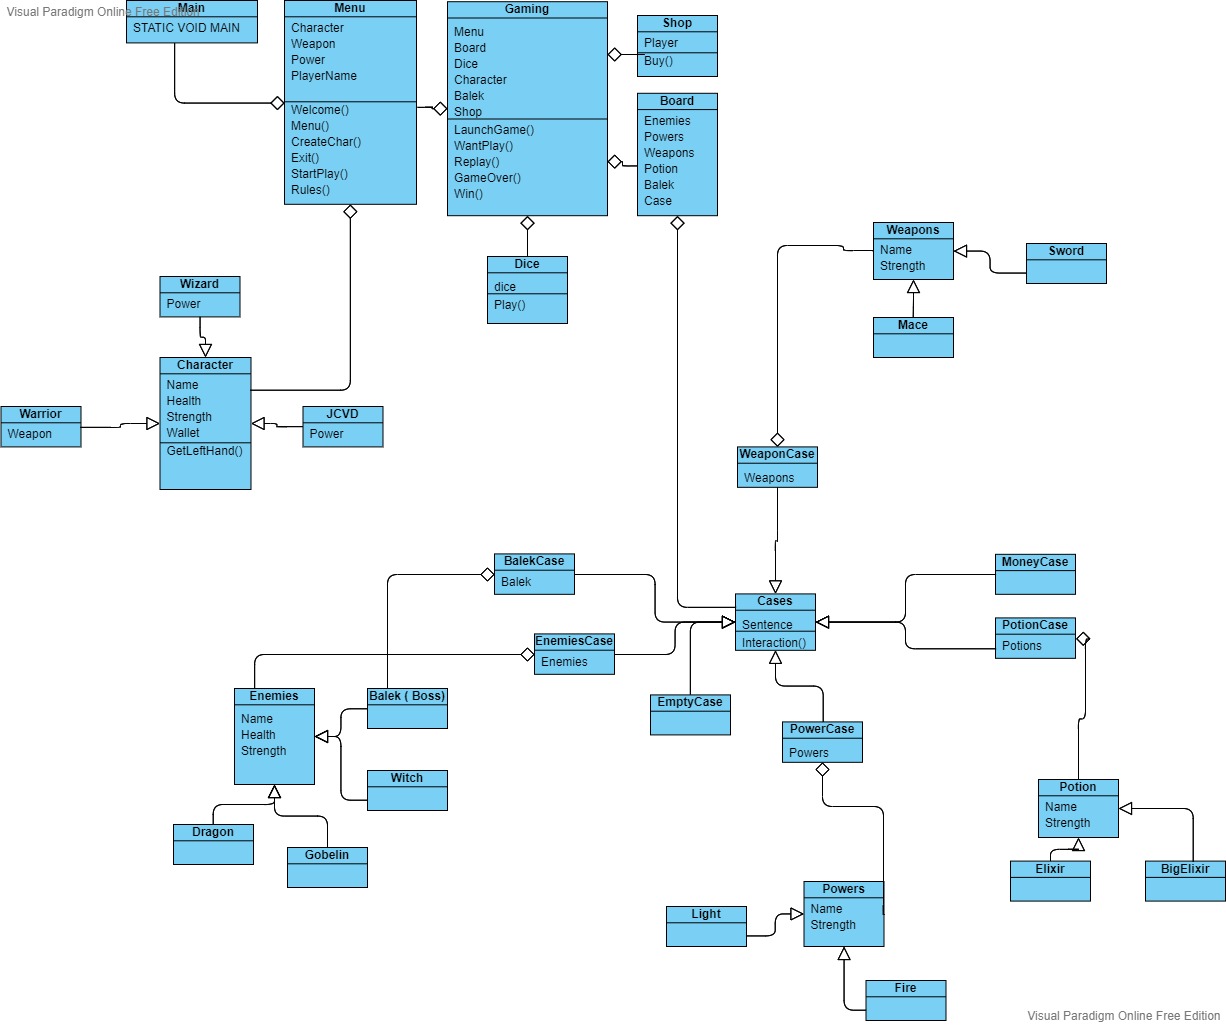 Visual Paradigm Online Free Edition
Main
STATIC VOID MAIN
Menu
Character
Weapon
Power
PlayerName
Welcome()
Menu()
CreateChar()
Exit()
StartPlay()
Rules()
Gaming
Menu
Board
Dice
Character
Balek
Shop
LaunchGame()
WantPlay()
Replay()
GameOver()
Win()
Shop
Player
Buy()
Board
Enemies
Powers
Weapons
Potion
Balek
Case
Dice
dice
Play()
Weapons
Name
Strength
Sword
Mace
Wizard
Power
Character
Name
Health
Strength
Wallet
GetLeftHand()
Warrior
Weapon
JCVD
Power
WeaponCase
Weapons
BalekCase
Balek
Cases
Sentence
Interaction()
MoneyCase
PotionCase
Potions
EnemiesCase
Enemies
Enemies
Name
Health
Strength
Balek ( Boss)
EmptyCase
PowerCase
Powers
Witch
Dragon
Gobelin
Potion
Name
Strength
Elixir
BigElixir
Powers
Name
Strength
Light
Fire
Visual Paradigm Online Free Edition